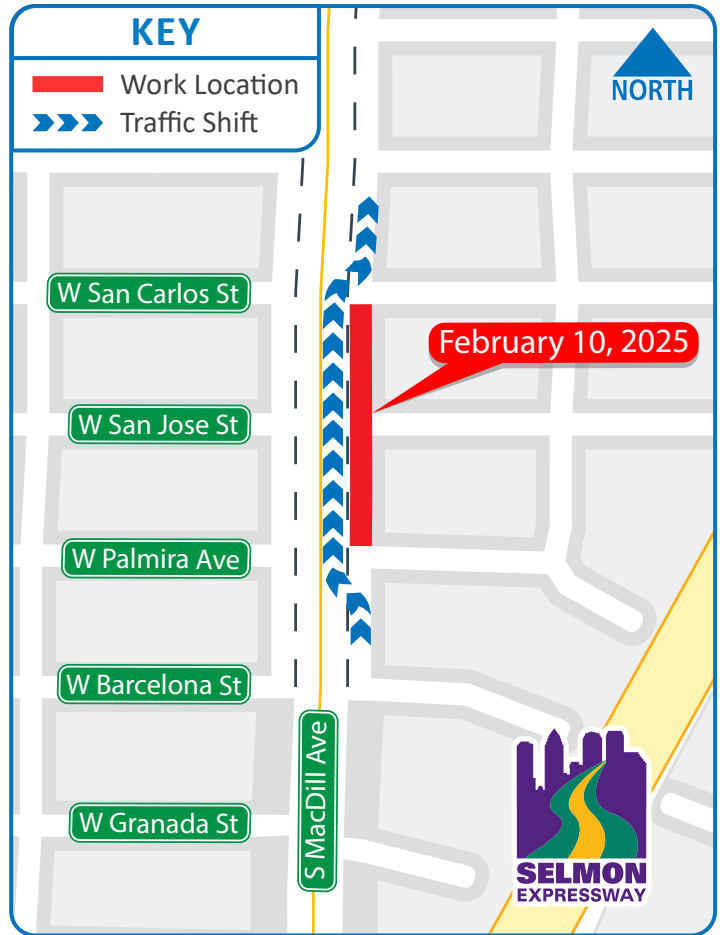 KEY
Work Location
Traffic Shift
NORTH
W San Carlos St
February 10, 2025
W San Jose St
W Palmira Ave
W Barcelona St
S MacDill Ave
W Granada St
SELMON
EXPRESSWAY